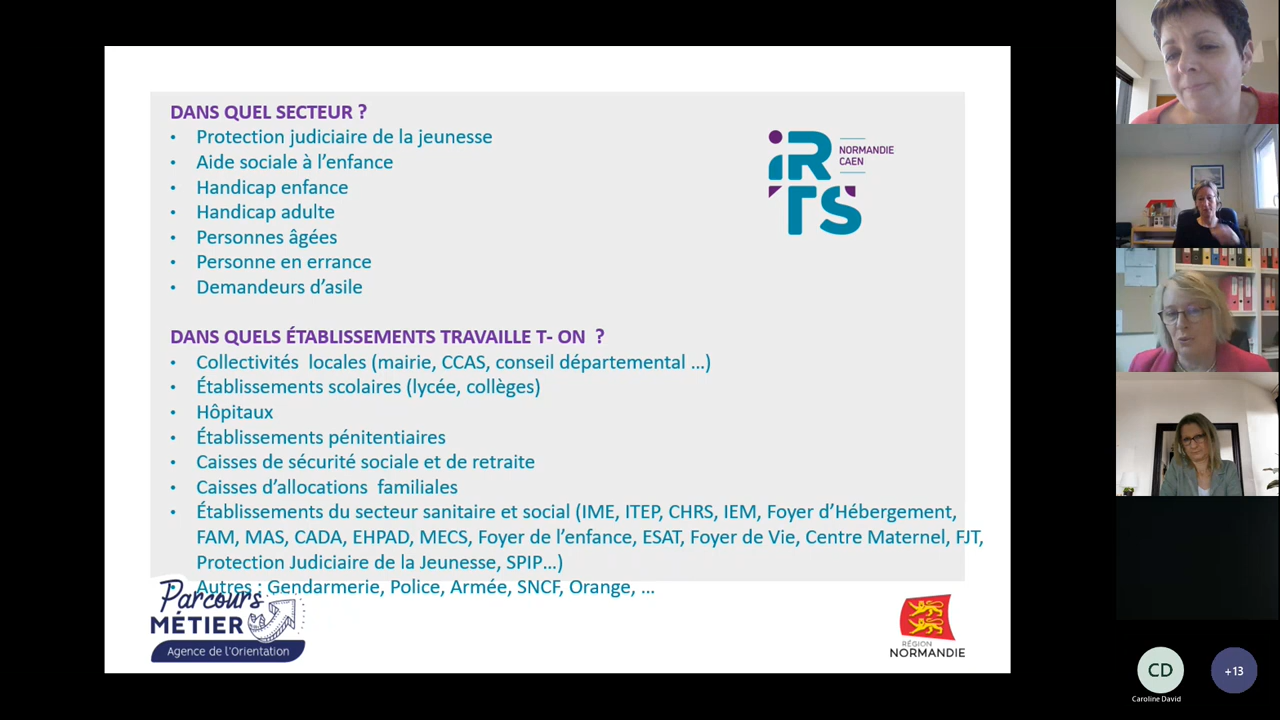 DANS QUEL SECTEUR ?
• Protection judiciaire de la jeunesse
• Aide sociale à l’enfance
• Handicap enfance
• Handicap adulte
• Personnes âgées
• Personne en errance
• Demandeurs d’asile
iRTS
NORMANDIE
CAEN
DANS QUELS ÉTABLISSEMENTS TRAVAILLE T- ON ?
• Collectivités locales (mairie, CCAS, conseil départemental …)
• Établissements scolaires (lycée, collèges)
• Hôpitaux
• Établissements pénitentiaires
• Caisses de sécurité sociale et de retraite
• Caisses d’allocations familiales
• Établissements du secteur sanitaire et social (IME, ITEP, CHRS, IEM, Foyer d’Hébergement,
FAM, MAS, CADA, EHPAD, MECS, Foyer de l’enfance, ESAT, Foyer de Vie, Centre Maternel, FJT,
Protection Judiciaire de la Jeunesse, SPIP…)
• Autres : Gendarmerie, Police, Armée, SNCF, Orange, …
Parcours
MÉTIER
Agence de l’Orientation
RÉGION
NORMANDIE
CD
Caroline David
+13